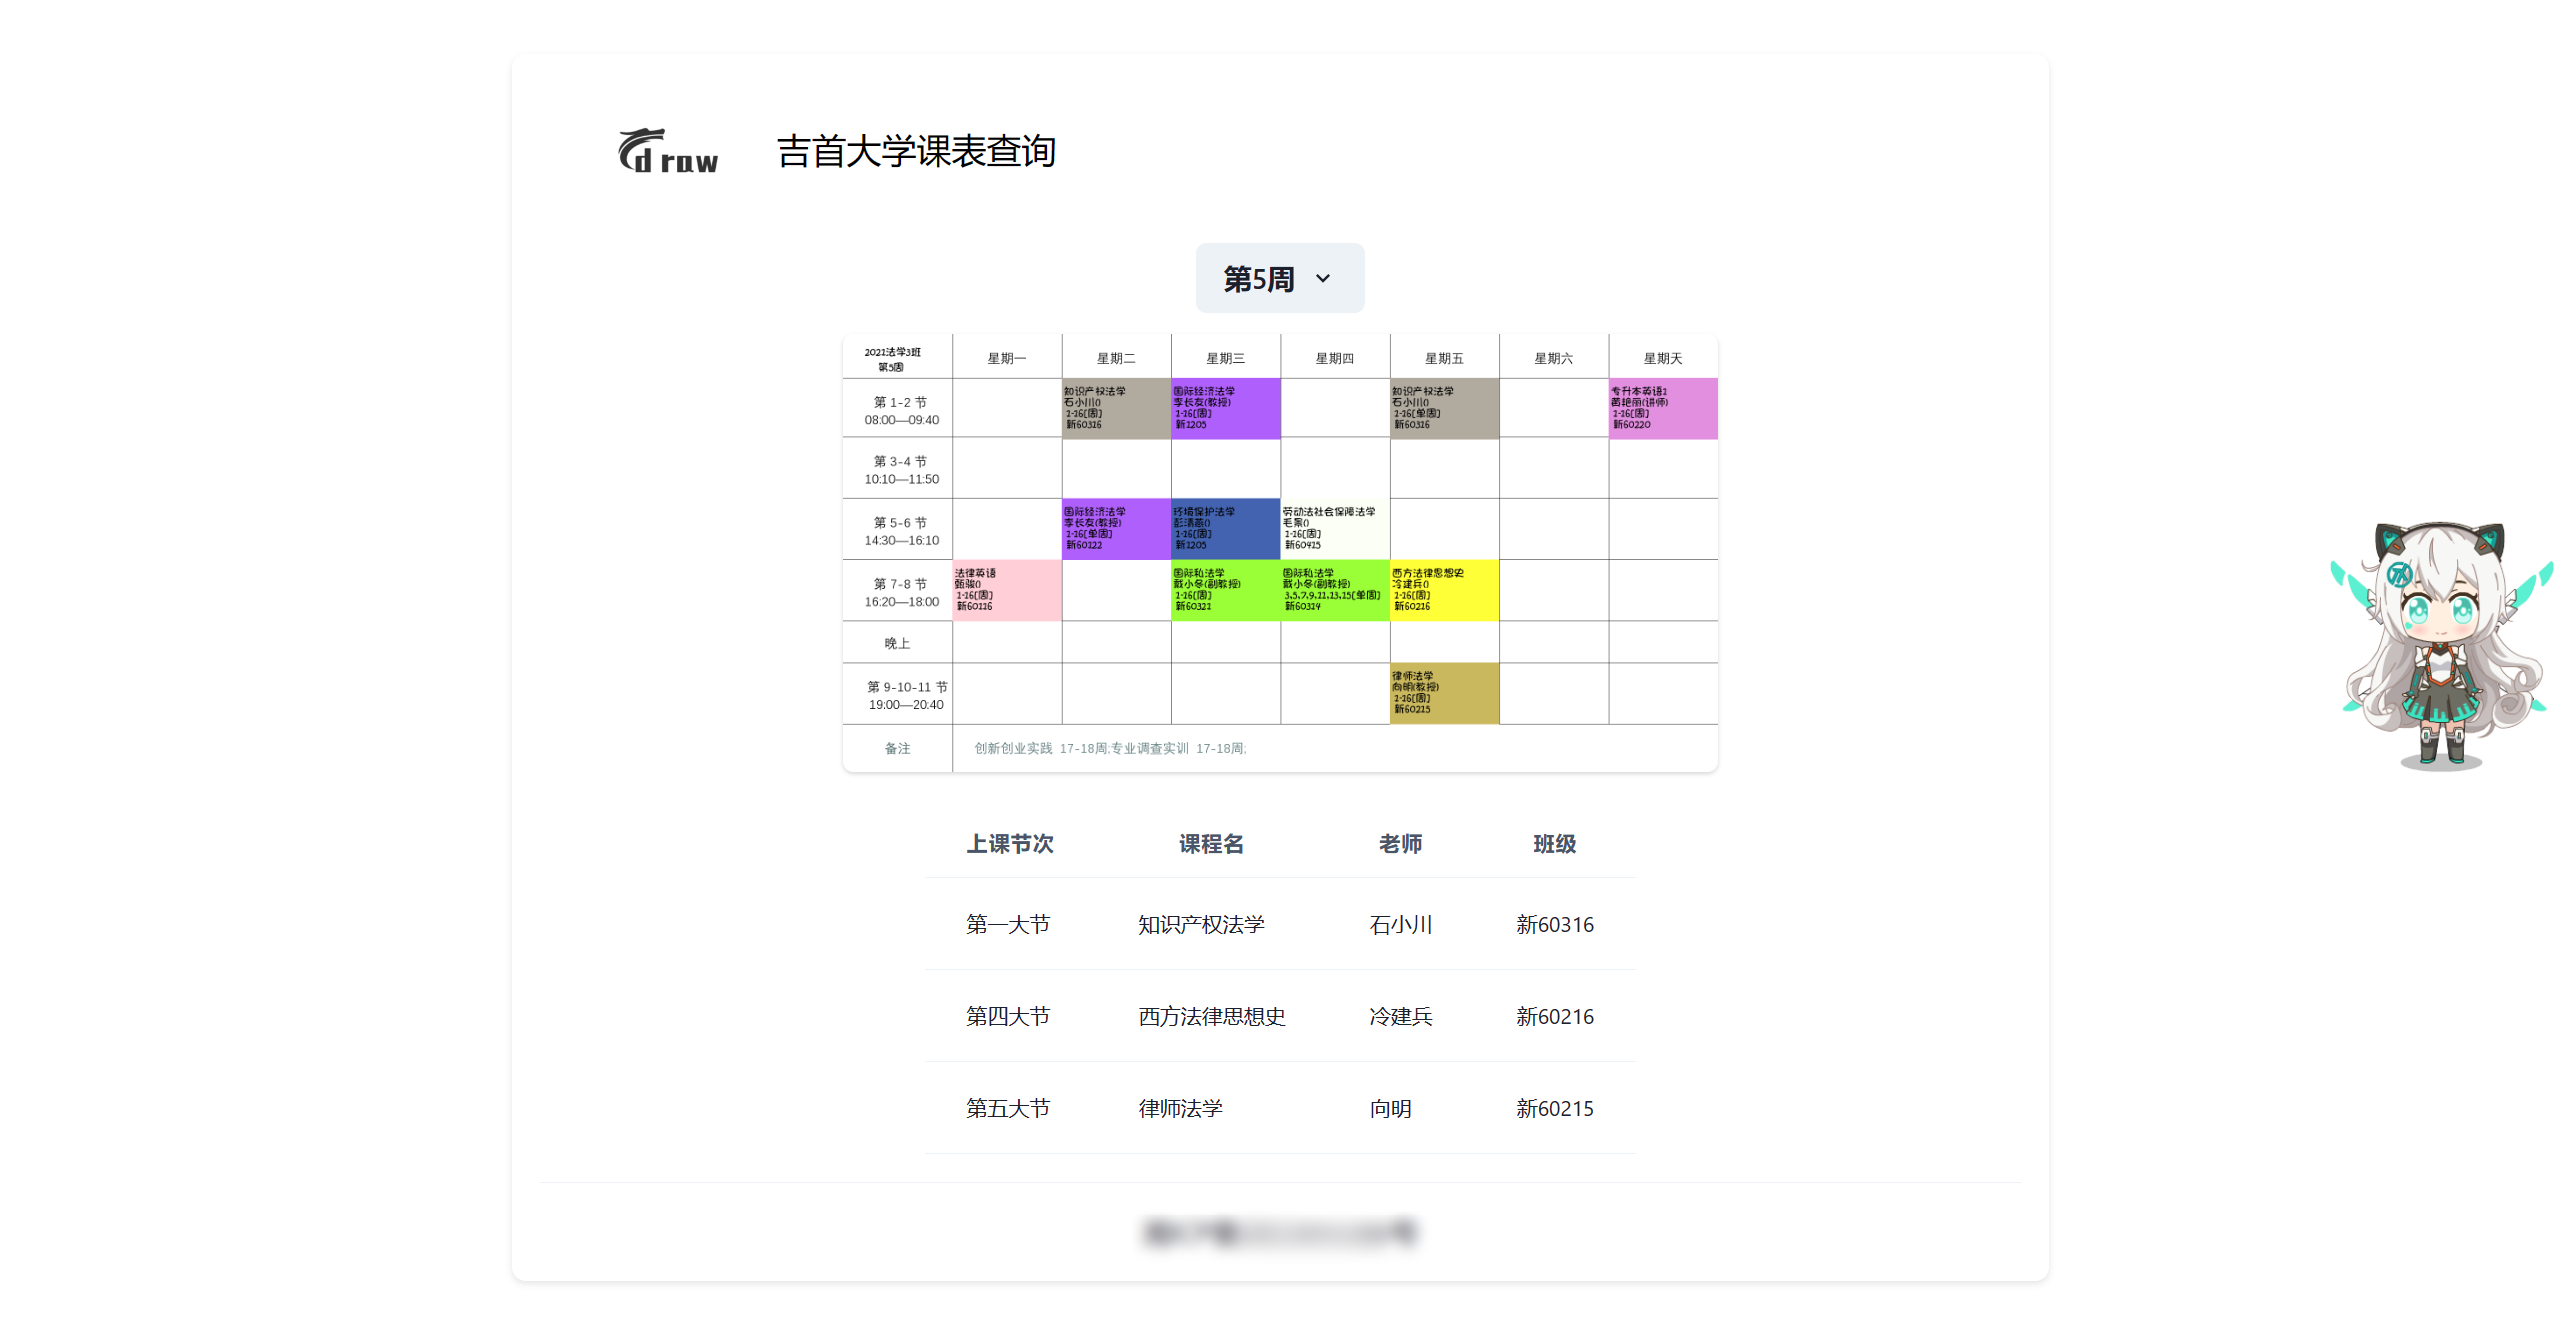 draw
吉首大学课表查询
第5周
2021法学3班
第5周
星期一
星期二
星期三
星期四
星期五
星期六
星期天
第 1-2 节
08:00—09:40
知识产权法学
石小川()
1-16[周]
新60316
国际经济法学
李长友(教授)
1-16[周]
新1205
知识产权法学
石小川()
1-16[单周]
新60316
专升本英语2
黄艳丽(讲师)
1-16[周]
新60220
第 3-4 节
10:10—11:50
第 5-6 节
14:30—16:10
国际经济法学
李长友(教授)
1-16[单周]
新60122
环境保护法学
彭清燕()
1-16[周]
新1205
劳动法社会保障法学
毛景()
1-16[周]
新60415
第 7-8 节
16:20—18:00
法律英语
甄骏()
1-16[周]
新60116
国际私法学
戴小冬(副教授)
1-16[周]
新60321
国际私法学
戴小冬(副教授)
3,5,7,9,11,13,15[单周]
新60314
西方法律思想史
冷建兵()
1-16[周]
新60216
晚上
第 9-10-11 节
19:00—20:40
律师法学
向明(教授)
1-16[周]
新60215
备注
创新创业实践 17-18周;专业调查实训 17-18周;
上课节次 课程名 老师 班级
第一大节 知识产权法学 石小川 新60316
第四大节 西方法律思想史 冷建兵 新60216
第五大节 律师法学 向明 新60215